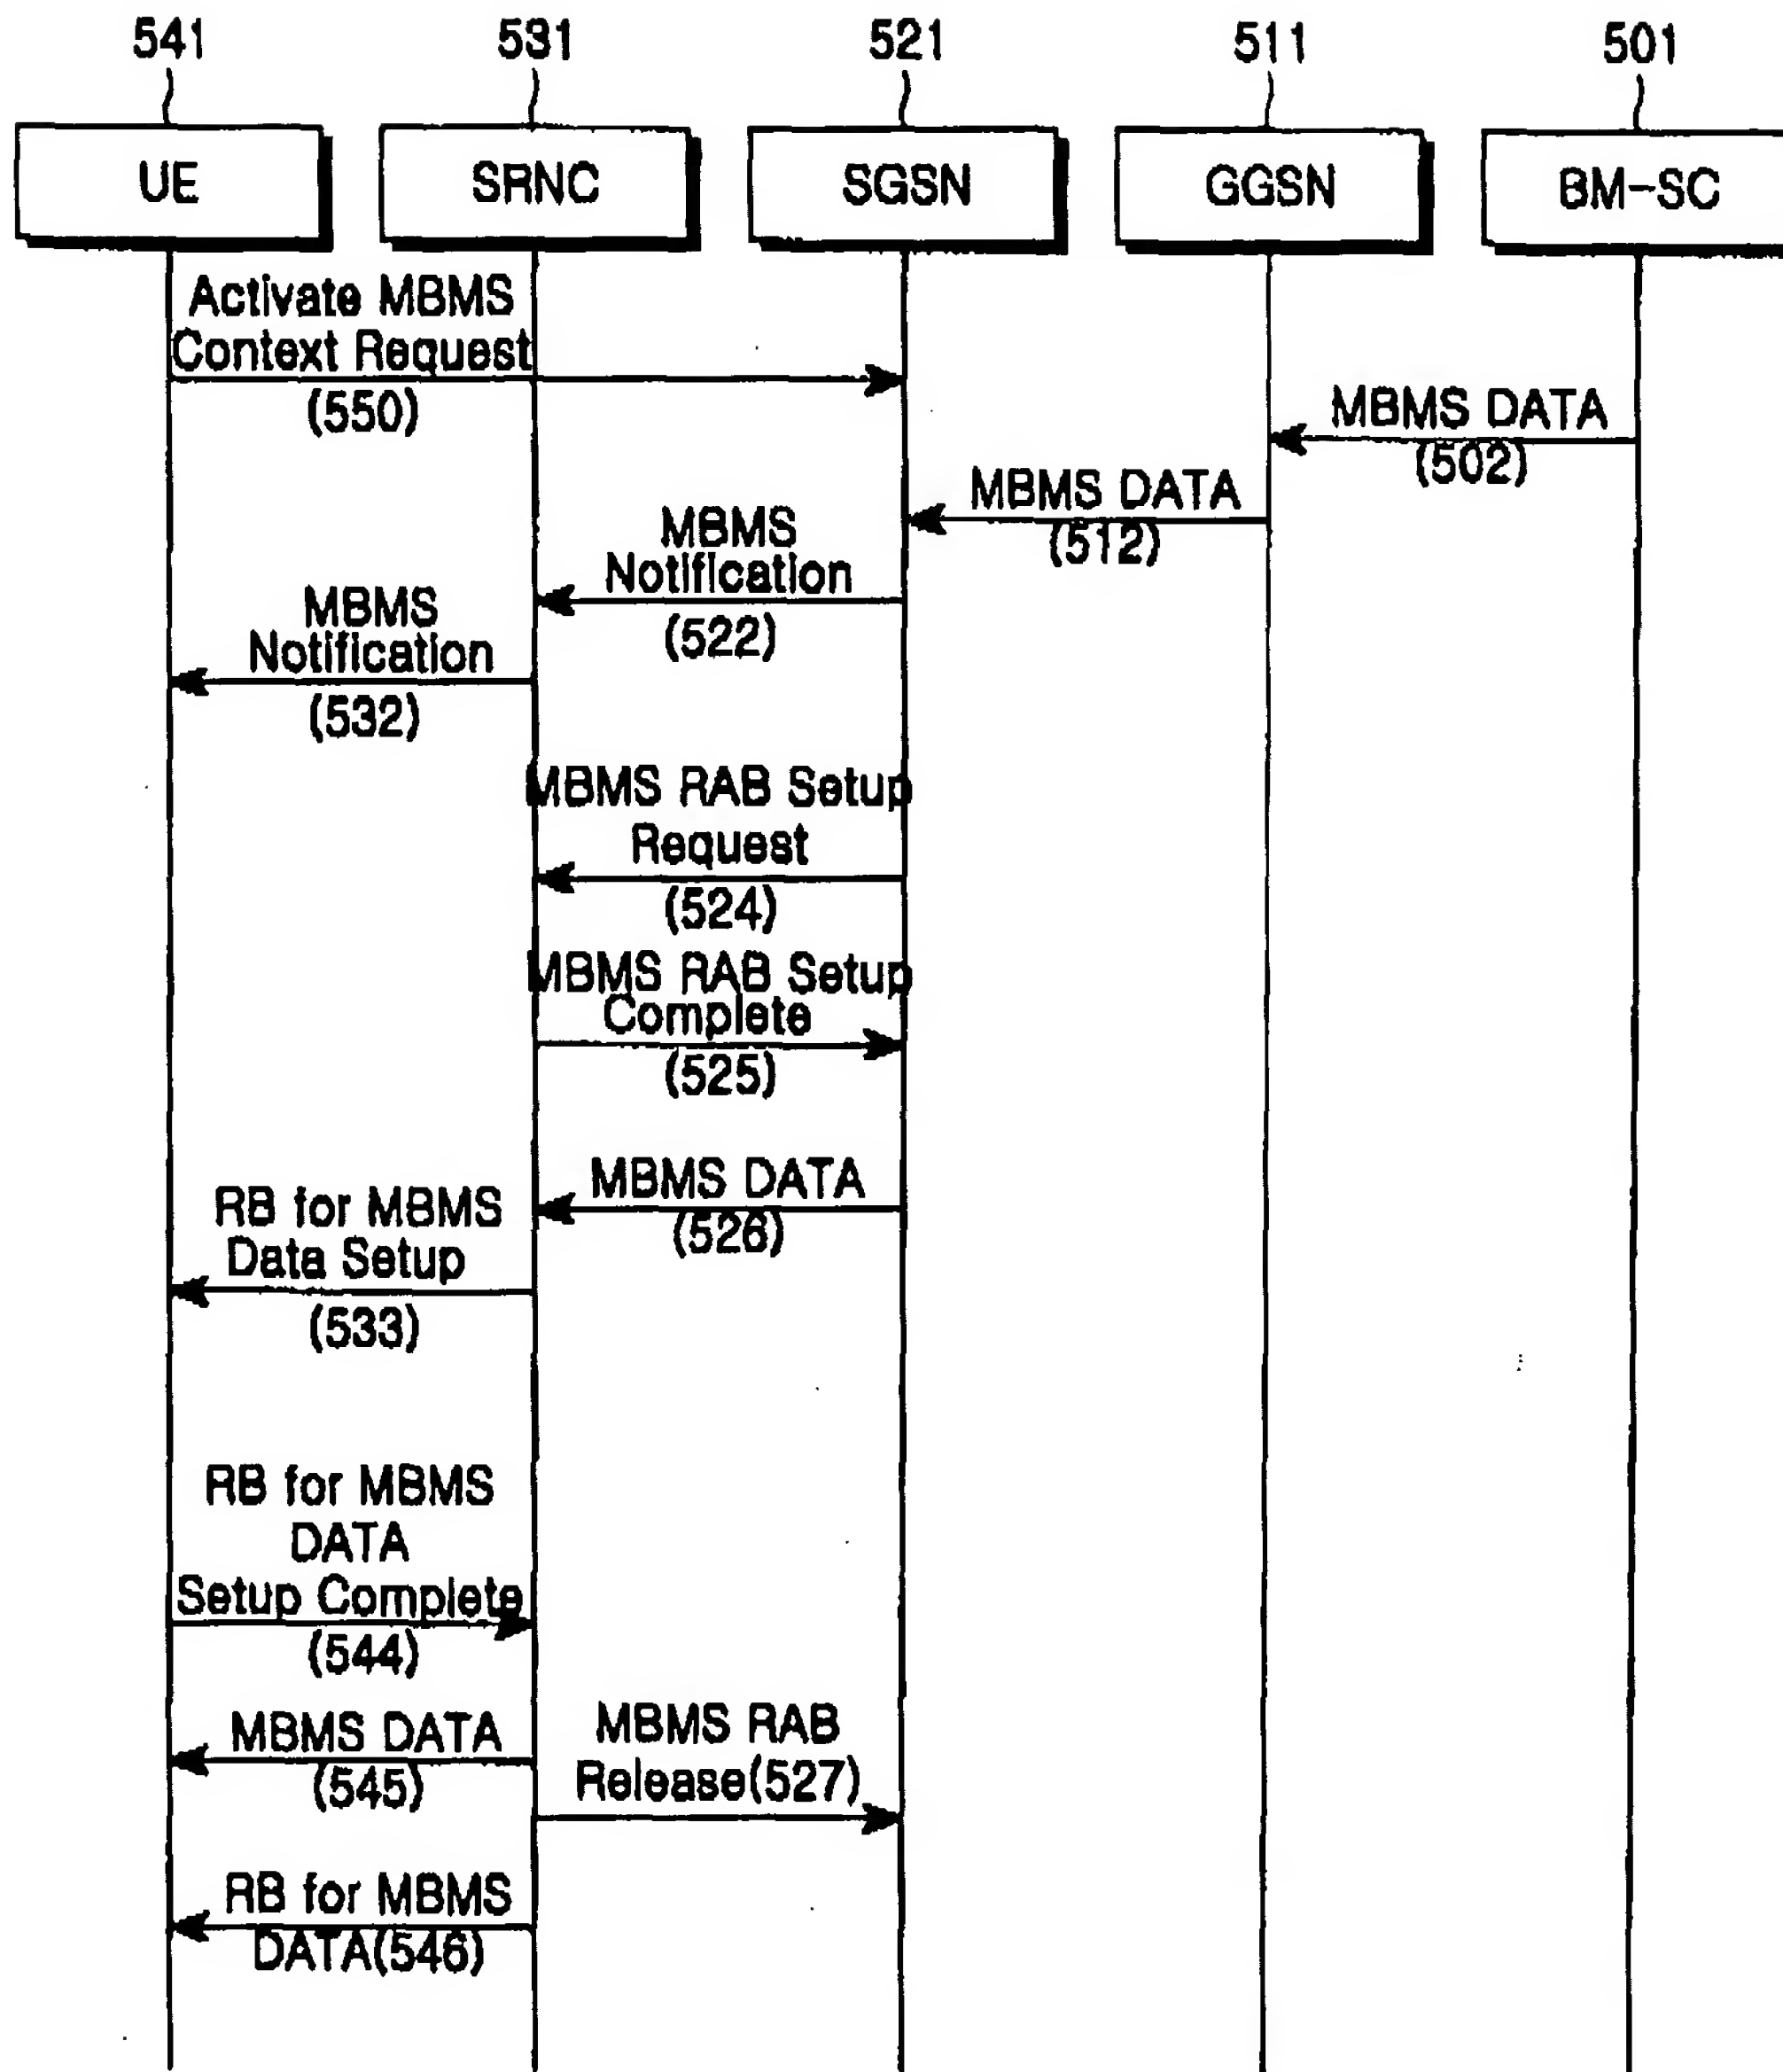 541
531
521
511
501
UE
SRNC
SGSN
GGSN
BM-SC
Activate MBMS
Context Request
(550)
MBMS DATA
(502)
MBMS DATA
(512)
MBMS
Notification
(522)
MBMS
Notification
(532)
MBMS RAB Setup
Request
(524)
MBMS RAB Setup
Complete
(525)
MBMS DATA
(526)
RB for MBMS
Data Setup
(533)
RB for MBMS
DATA
Setup Complete
(544)
MBMS DATA
(545)
MBMS RAB
Release(527)
RB for MBMS
DATA(546)